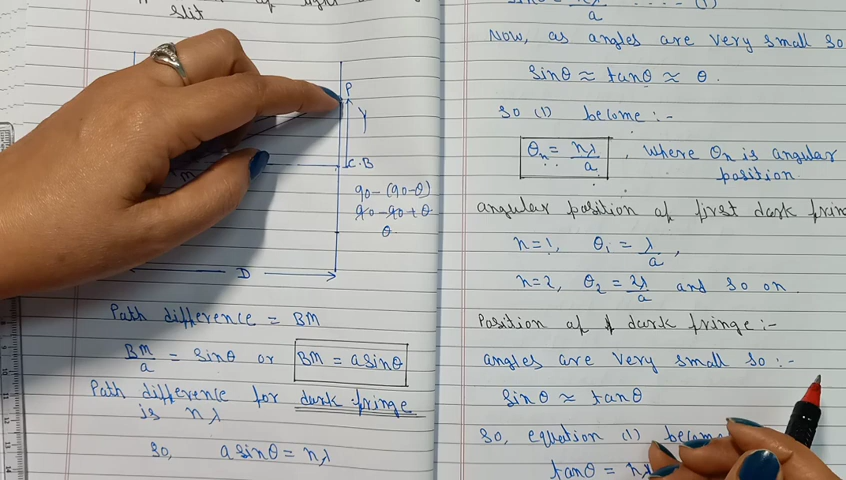 slit
P
Y
C.B
M
90-(90-θ)
90-90+θ
θ
D
Path difference = BM
BM/a = sinθ or BM = a sinθ
Path difference for dark fringe
is nλ
so, a sinθ = nλ
a
Now, as angles are very small so
sinθ ≈ tanθ ≈ θ.
so (1) become :-
θn = nλ/a , where θn is angular
position.
angular position of first dark
n=1, θ1 = λ/a,
n=2, θ2 = 2λ/a and so on.
Position of dark fringe :-
angles are very small so :-
sinθ ≈ tanθ
so, equation (1)
tanθ = nλ